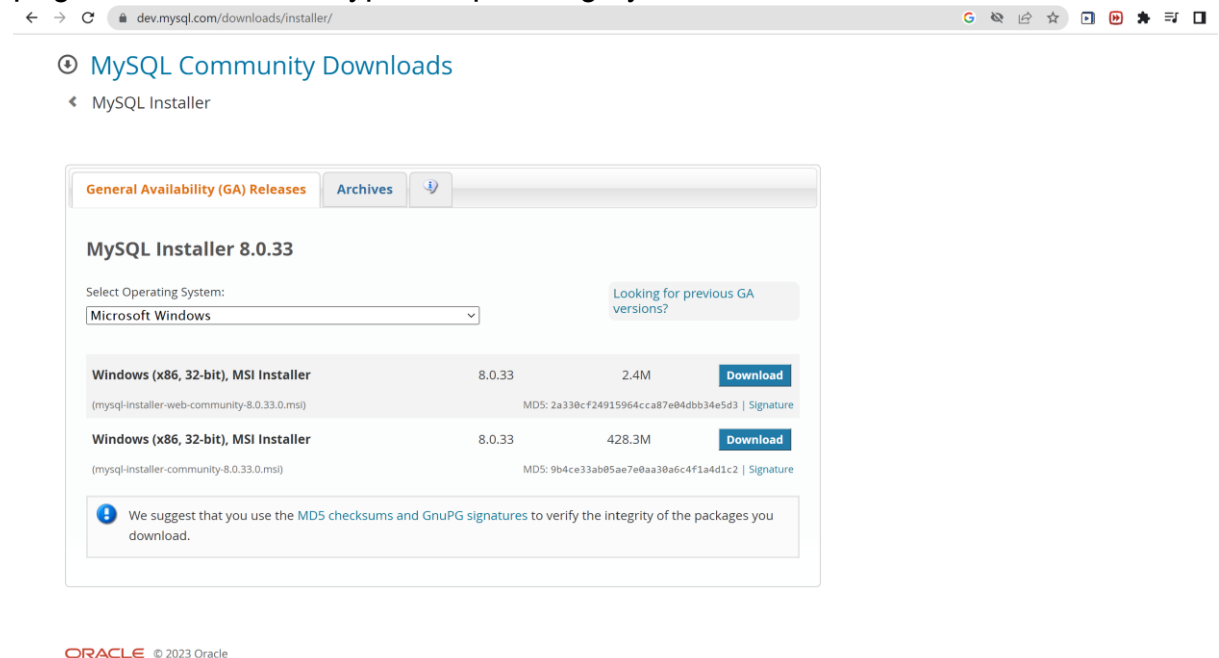 dev.mysql.com/downloads/installer/
MySQL Community Downloads
MySQL Installer
General Availability (GA) Releases
Archives
MySQL Installer 8.0.33
Select Operating System:
Looking for previous GA
versions?
Microsoft Windows
Windows (x86, 32-bit), MSI Installer 8.0.33 2.4M Download
(mysql-installer-web-community-8.0.33.0.msi) MD5: 2a330cf24915964cca87e04dbb34e5d3 | Signature
Windows (x86, 32-bit), MSI Installer 8.0.33 428.3M Download
(mysql-installer-community-8.0.33.0.msi) MD5: 9b4ce33ab05ae7e0aa30a6c4f1a4d1c2 | Signature
We suggest that you use the MD5 checksums and GnuPG signatures to verify the integrity of the packages you
download.
ORACLE © 2023 Oracle